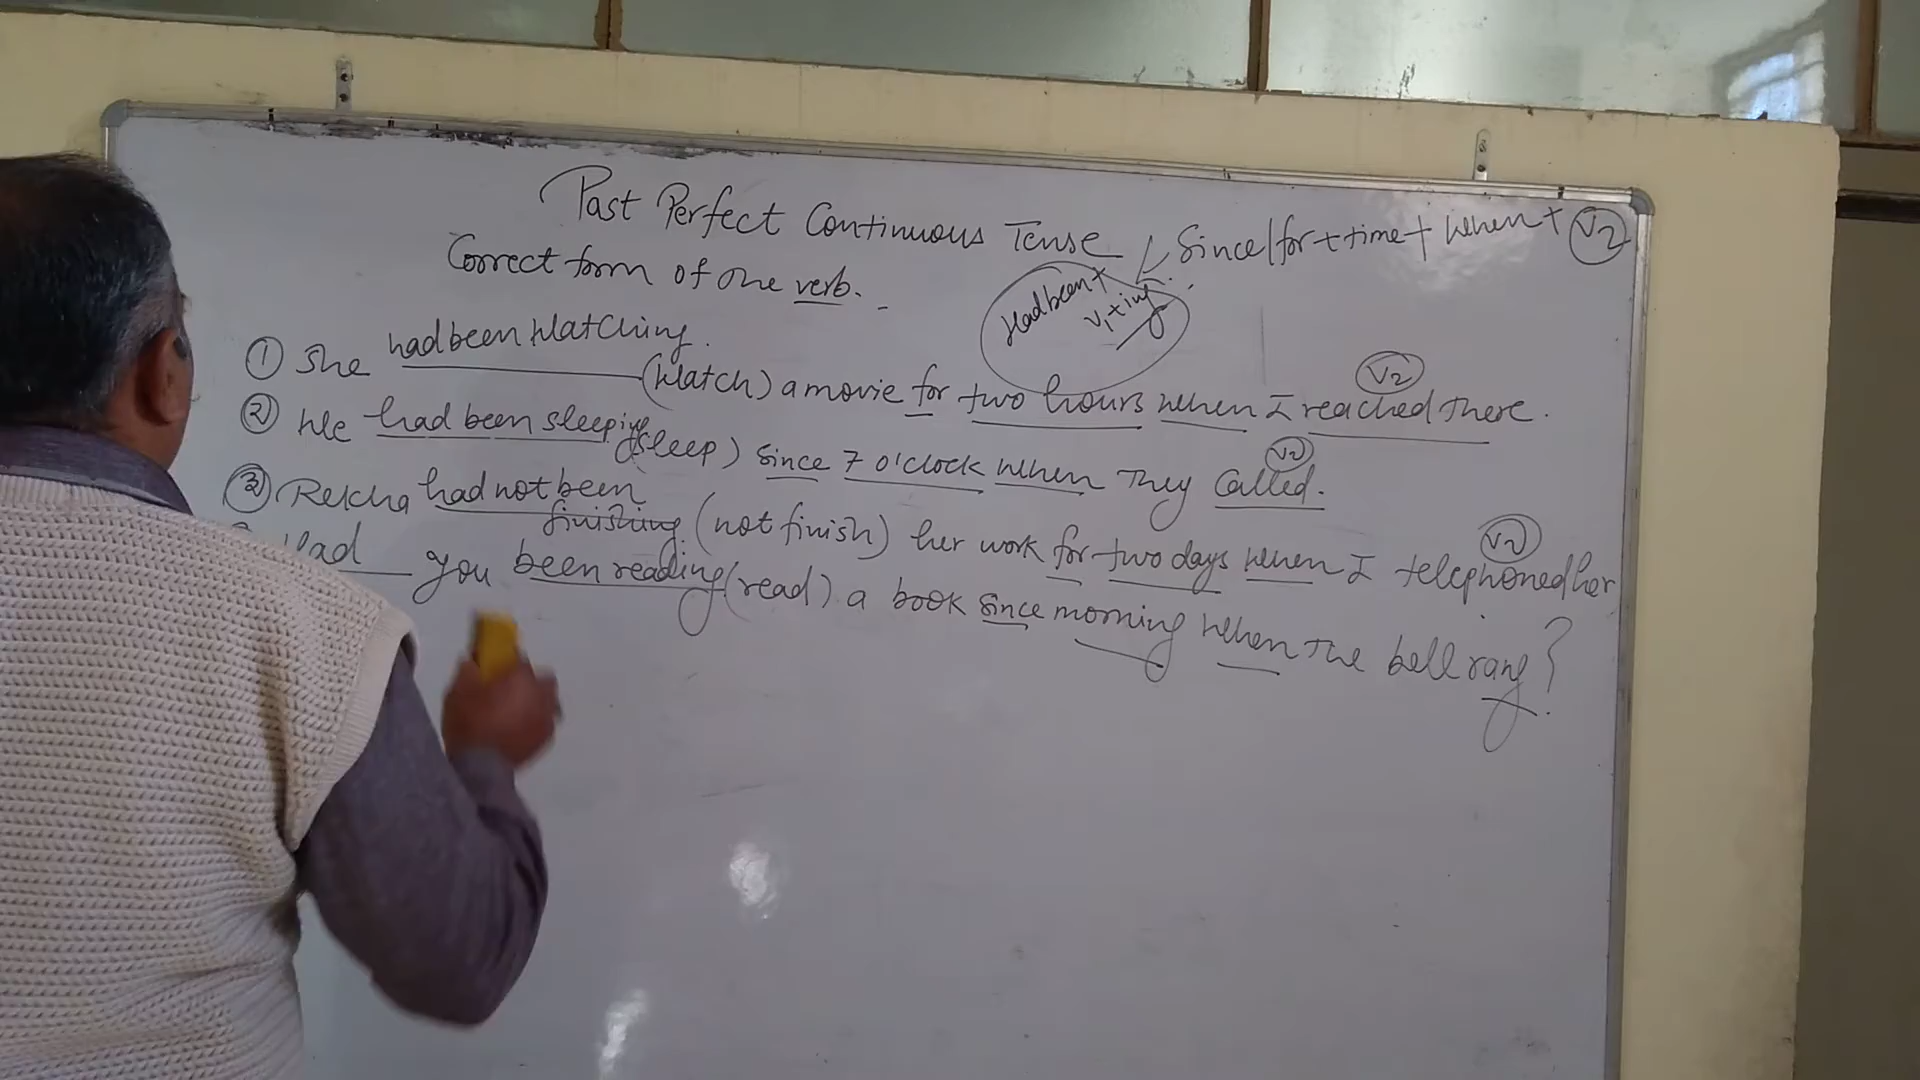 Past Perfect Continuous Tense Since/for + time + when + V2
Correct form of the verb.
Had been + V1 + ing
① She had been watching (watch) a movie for two hours when I reached there.
V2
② We had been sleeping (sleep) since 7 o'clock when they called.
V2
③ Rekha had not been finishing (not finish) her work for two days when I telephoned her
V2
Had you been reading (read) a book since morning when the bell rang?